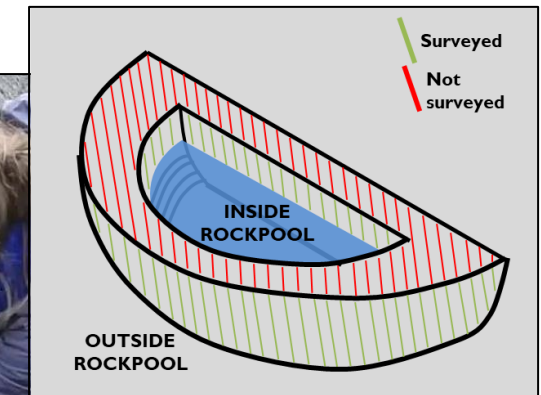 Surveyed
Not
surveyed
INSIDE
ROCKPOOL
OUTSIDE
ROCKPOOL